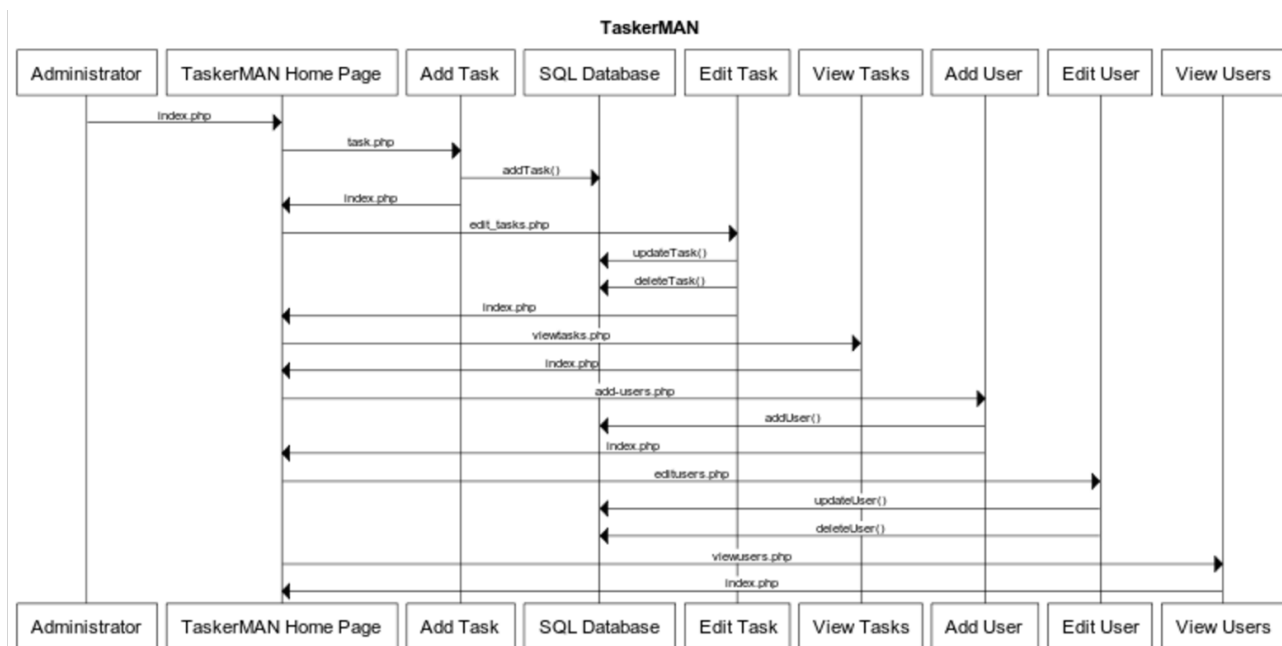 TaskerMAN
Administrator TaskerMAN Home Page Add Task SQL Database Edit Task View Tasks Add User Edit User View Users
index.php
task.php
addTask()
index.php
edit_tasks.php
updateTask()
deleteTask()
index.php
viewtasks.php
index.php
add-users.php
addUser()
index.php
editusers.php
updateUser()
deleteUser()
viewusers.php
index.php
Administrator TaskerMAN Home Page Add Task SQL Database Edit Task View Tasks Add User Edit User View Users